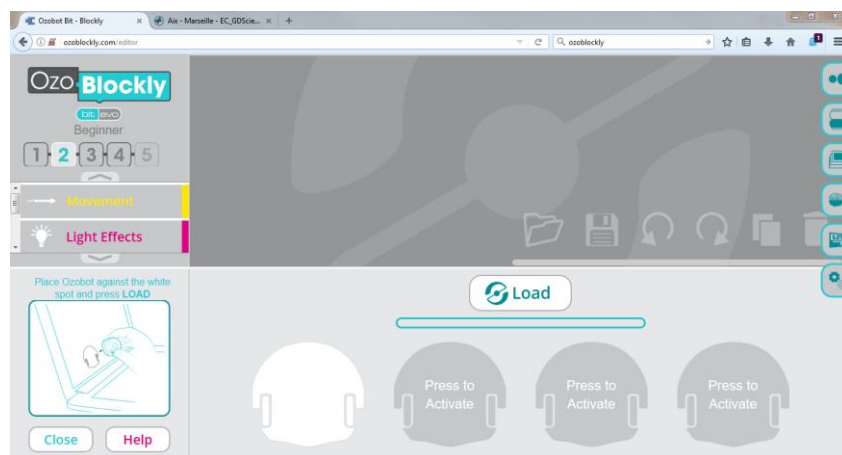 Ozobot Bit - Blockly
Aix - Marseille - EC_GDScie...
ozoblockly.com/editor
ozoblockly
1
Ozo Blockly
bit evo
Beginner
1 2 3 4 5
Movement
Light Effects
Place Ozobot against the white
spot and press LOAD
Load
Press to
Activate
Press to
Activate
Press to
Activate
Close
Help